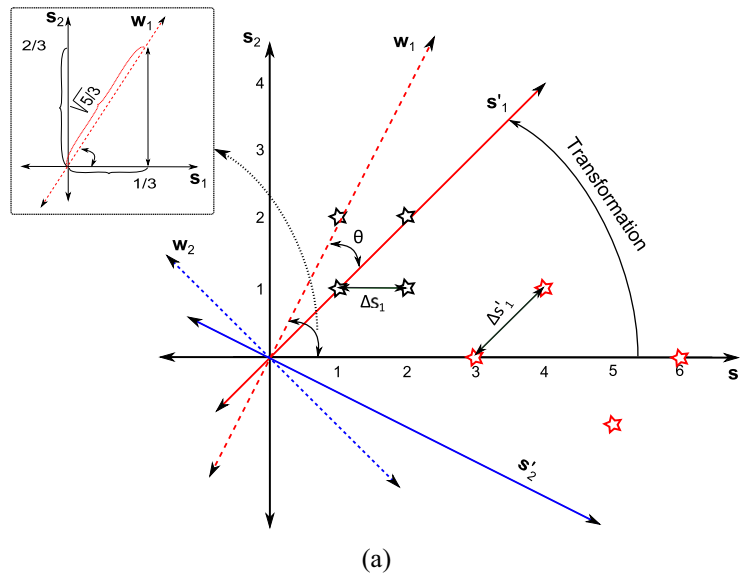 s₂
w₁
2/3
√5/3
1/3
s₁
s₂
w₁
4
s'₁
3
Transformation
2
θ
w₂
1
Δs₁
Δs'₁
1
2
3
4
5
6
s
s'₂
(a)